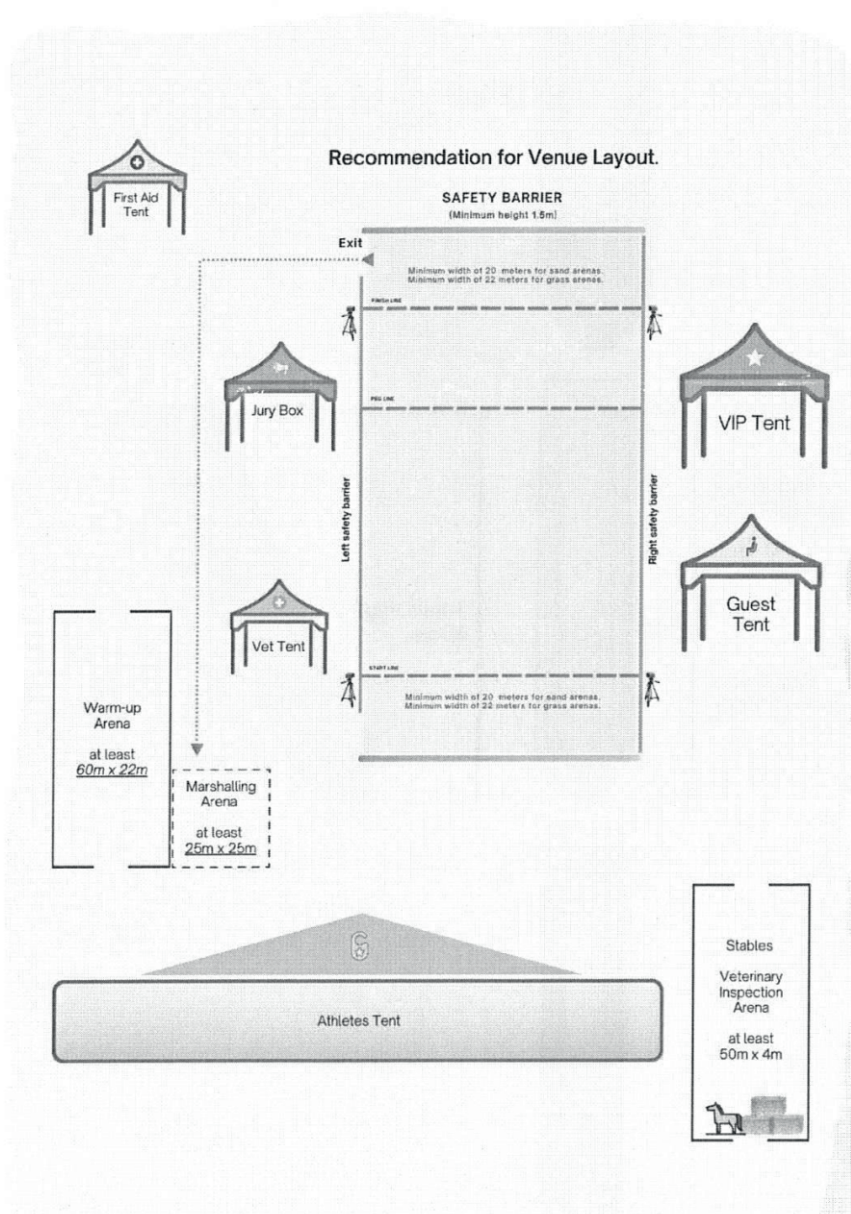 Recommendation for Venue Layout.
First Aid
Tent
SAFETY BARRIER
(Minimum height 1.5m)
Exit
Minimum width of 20 meters for sand arenas.
Minimum width of 22 meters for grass arenas.
FINISH LINE
Jury Box
PEG LINE
VIP Tent
Left safety barrier
Right safety barrier
Guest
Tent
Vet Tent
START LINE
Minimum width of 20 meters for sand arenas.
Minimum width of 22 meters for grass arenas.
Warm-up
Arena
at least
60m x 22m
Marshalling
Arena
at least
25m x 25m
Stables
Veterinary
Inspection
Arena
at least
50m x 4m
Athletes Tent